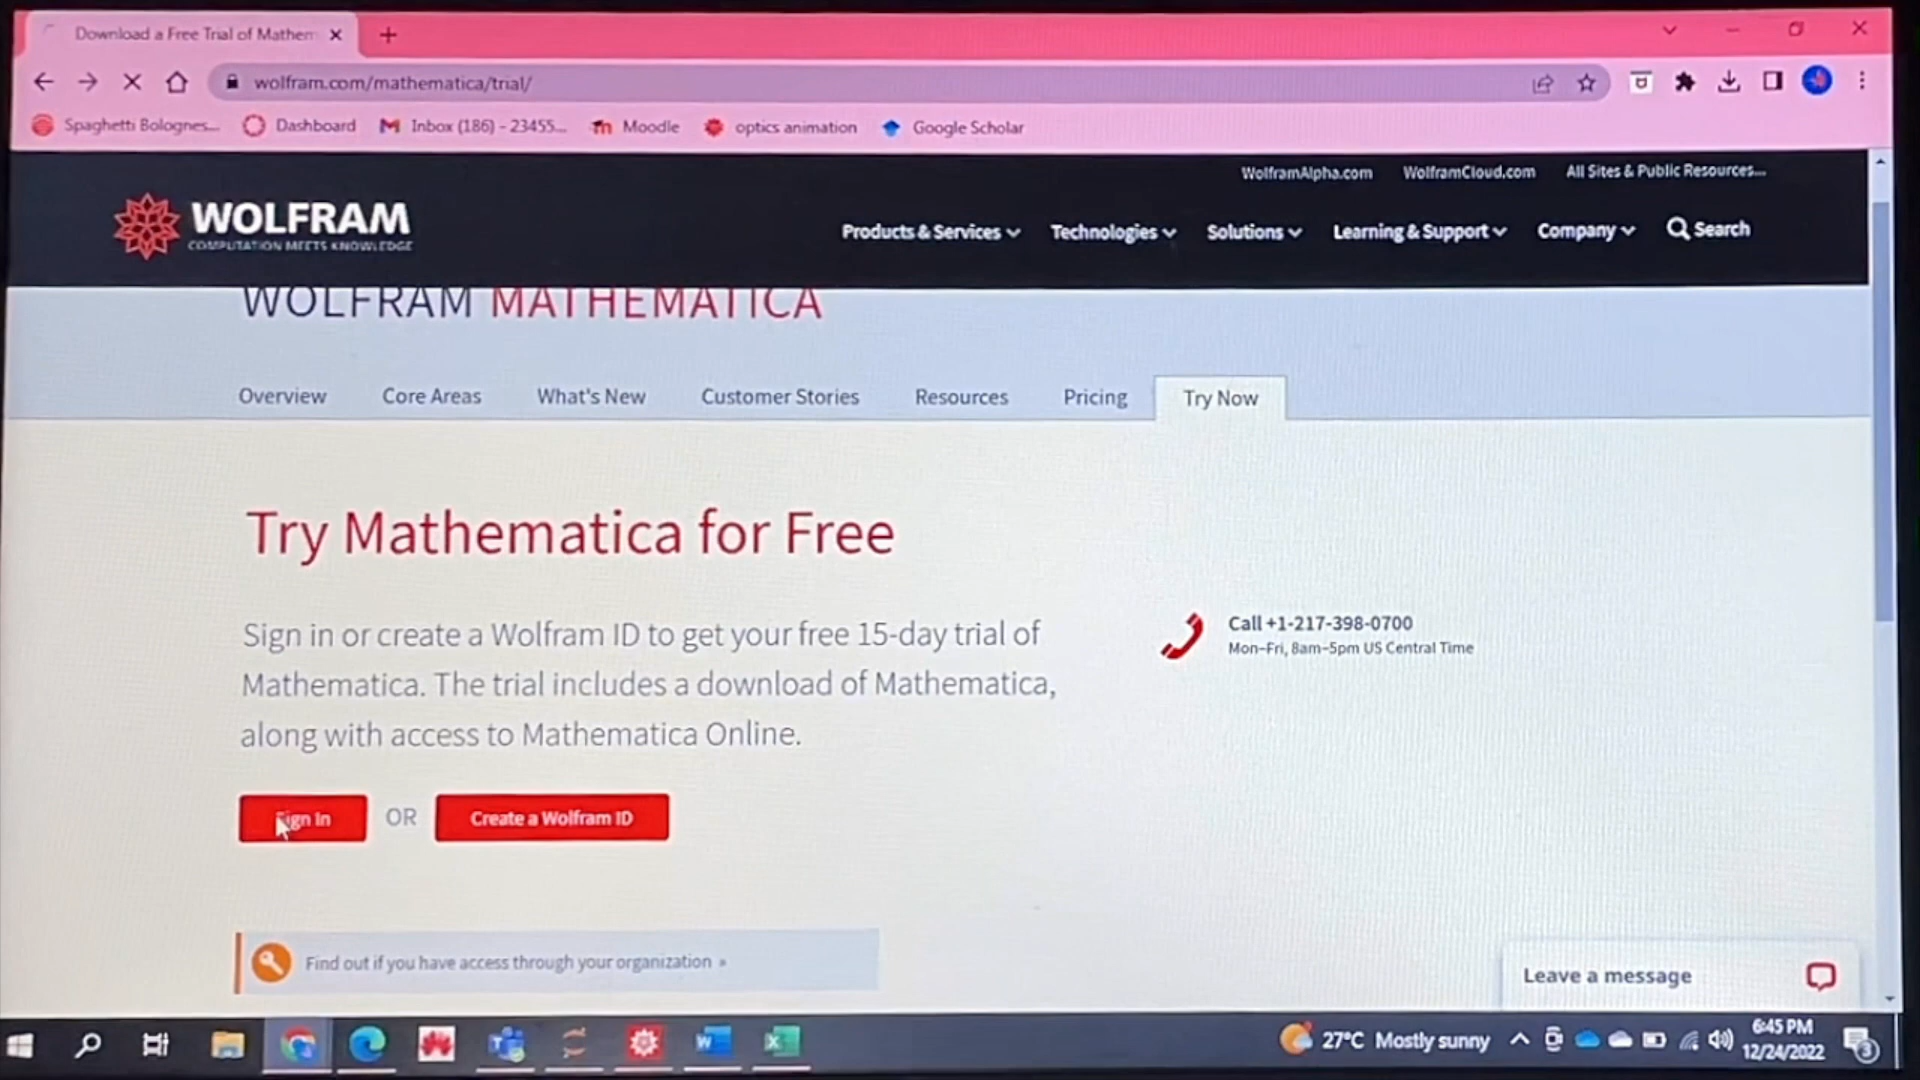 Download a Free Trial of Mathem
wolfram.com/mathematica/trial/
Spaghetti Bolognes...
Dashboard
Inbox (186) - 23455...
Moodle
optics animation
Google Scholar
WolframAlpha.com
WolframCloud.com
All Sites & Public Resources...
WOLFRAM
COMPUTATION MEETS KNOWLEDGE
Products & Services
Technologies
Solutions
Learning & Support
Company
Search
WOLFRAM MATHEMATICA
Overview
Core Areas
What's New
Customer Stories
Resources
Pricing
Try Now
Try Mathematica for Free
Sign in or create a Wolfram ID to get your free 15-day trial of
Mathematica. The trial includes a download of Mathematica,
along with access to Mathematica Online.
Call +1-217-398-0700
Mon–Fri, 8am–5pm US Central Time
Sign In
OR
Create a Wolfram ID
Find out if you have access through your organization »
Leave a message
27°C Mostly sunny
6:45 PM
12/24/2022
3